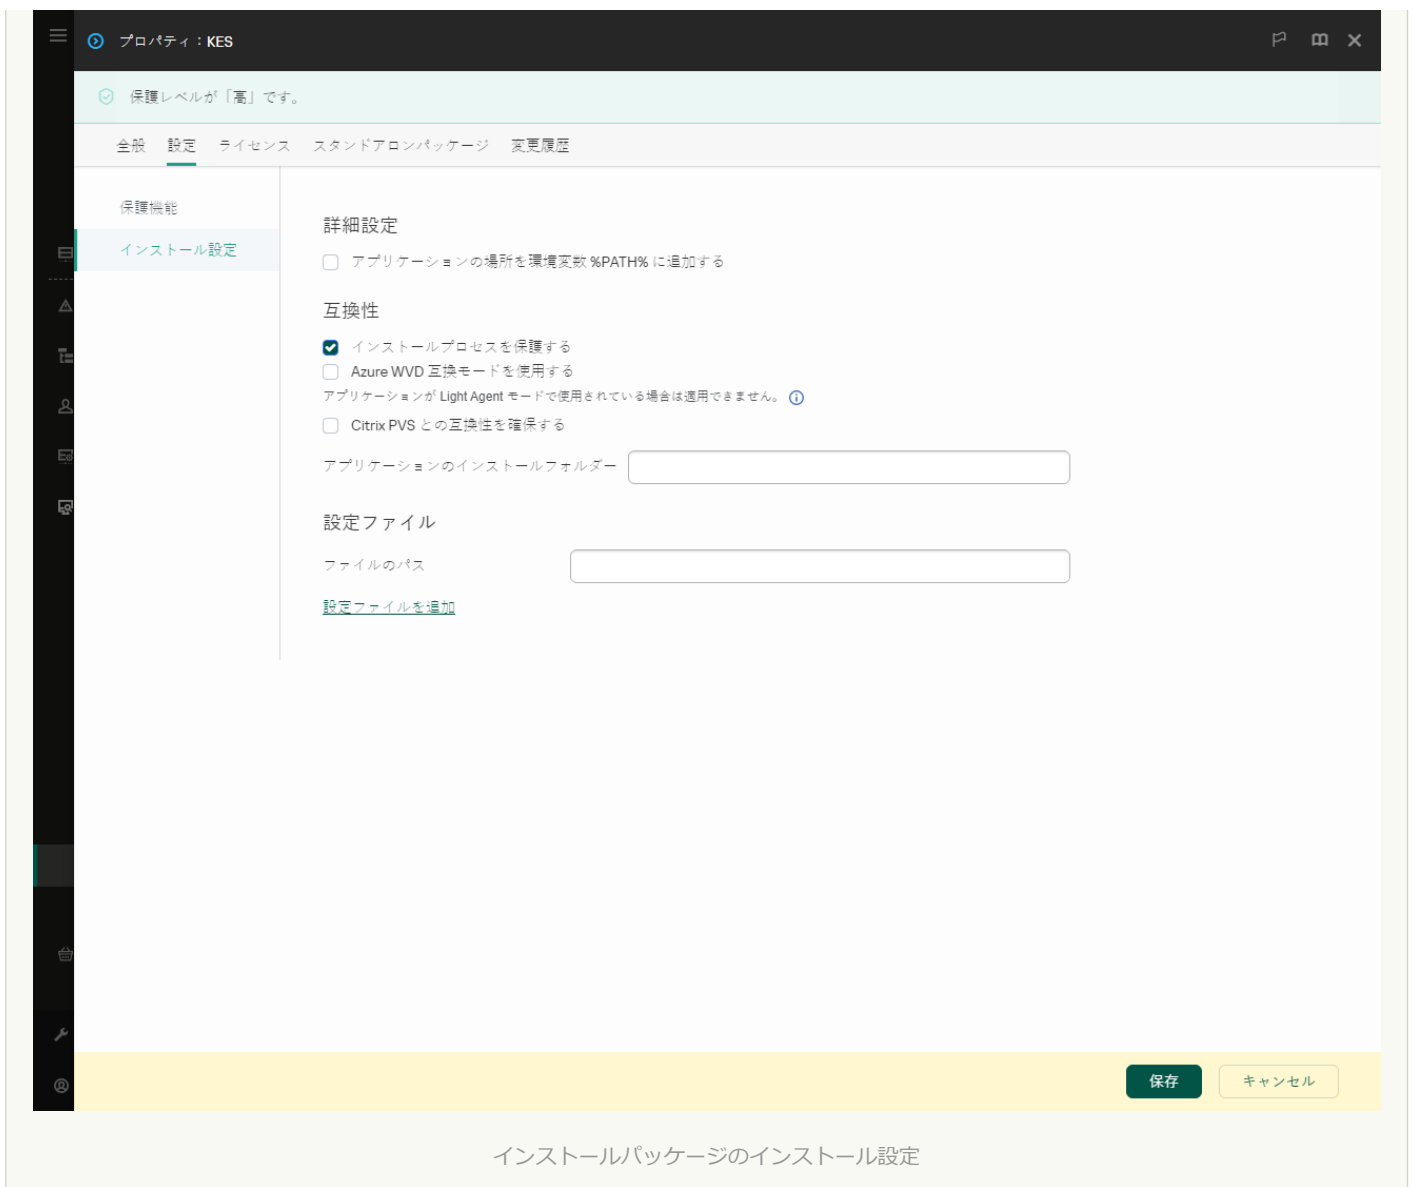 プロパティ：KES
保護レベルが「高」です。
全般 設定 ライセンス スタンドアロンパッケージ 変更履歴
保護機能
インストール設定
詳細設定
アプリケーションの場所を環境変数 %PATH% に追加する
互換性
インストールプロセスを保護する
Azure WVD 互換モードを使用する
アプリケーションが Light Agent モードで使用されている場合は適用できません。
Citrix PVS との互換性を確保する
アプリケーションのインストールフォルダー
設定ファイル
ファイルのパス
設定ファイルを追加
保存 キャンセル
インストールパッケージのインストール設定